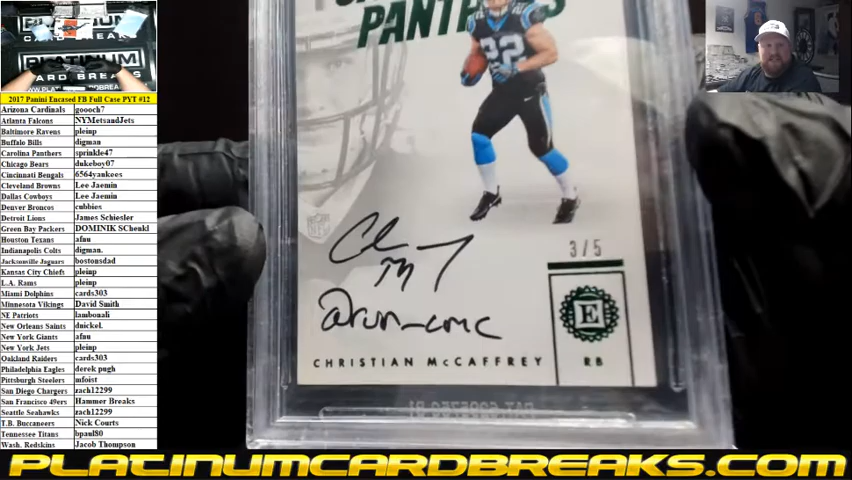 PLATINUM
CARD BREAKS
PLATINUM
CARD BREAKS
2017 Panini Encased FB Full Case PYT #12
Arizona Cardinals goooch7
Atlanta Falcons NYMetsandJets
Baltimore Ravens pleinp
Buffalo Bills digman
Carolina Panthers sprinkle47
Chicago Bears dukeboy07
Cincinnati Bengals 6564yankees
Cleveland Browns Lee Jaemin
Dallas Cowboys Lee Jaemin
Denver Broncos cubbies
Detroit Lions James Schiesler
Green Bay Packers DOMINIK SChenkl
Houston Texans afnu
Indianapolis Colts digman.
Jacksonville Jaguars bostonsdad
Kansas City Chiefs pleinp
L.A. Rams pleinp
Miami Dolphins cards303
Minnesota Vikings David Smith
NE Patriots lambonali
New Orleans Saints dnickel.
New York Giants afnu
New York Jets pleinp
Oakland Raiders cards303
Philadelphia Eagles derek pugh
Pittsburgh Steelers mfoist
San Diego Chargers zach12299
San Francisco 49ers Hammer Breaks
Seattle Seahawks zach12299
T.B. Buccaneers Nick Courts
Tennessee Titans bpaul80
Wash. Redskins Jacob Thompson
PANTHERS
22
NFL
3/5
@run_cmc
E
CHRISTIAN McCAFFREY RB
PLATINUMCARDBREAKS.COM